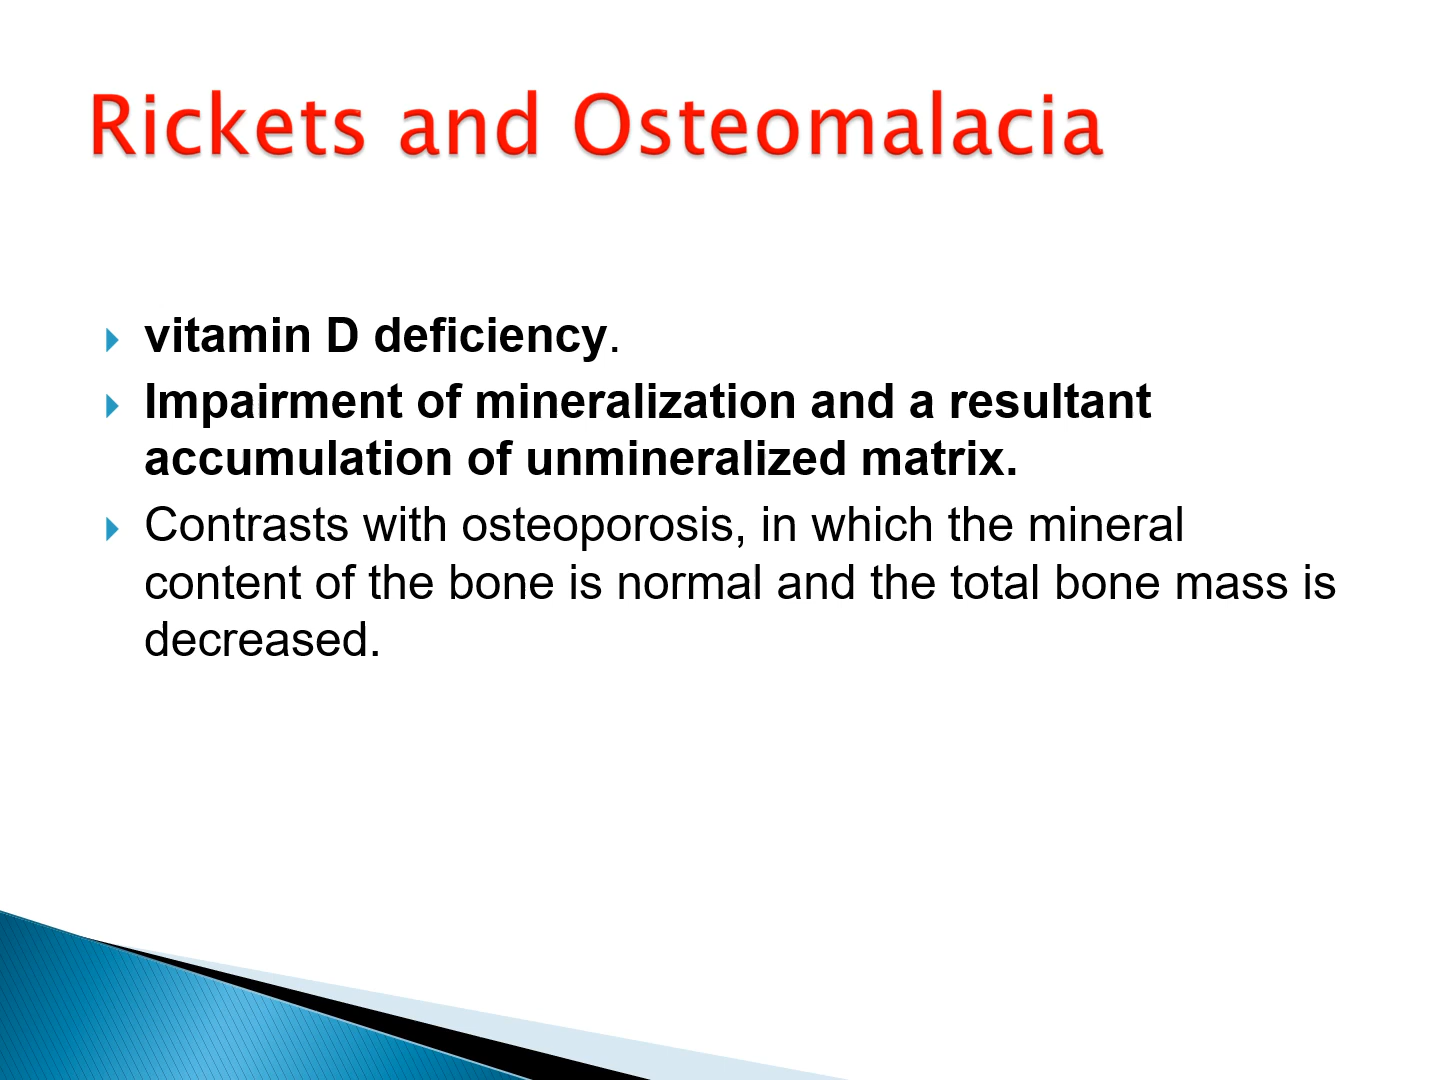 Rickets and Osteomalacia
vitamin D deficiency.
Impairment of mineralization and a resultant
accumulation of unmineralized matrix.
Contrasts with osteoporosis, in which the mineral
content of the bone is normal and the total bone mass is
decreased.